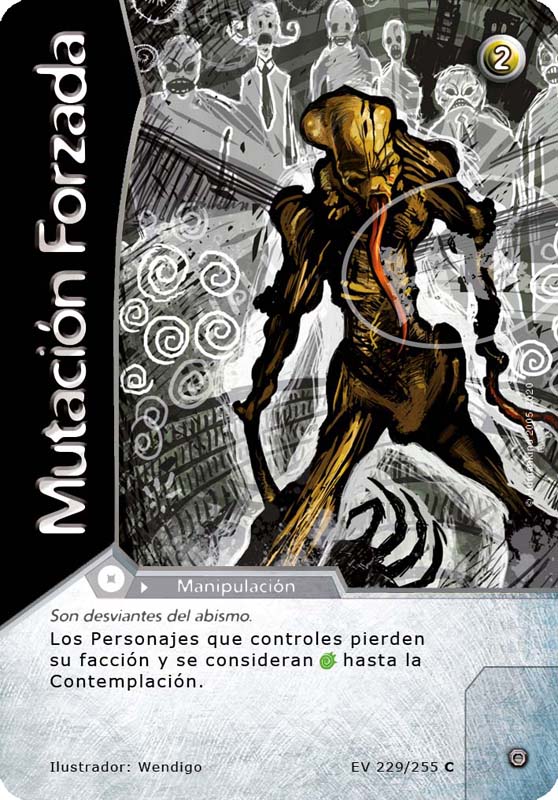 Mutación Forzada
2
Manipulación
Son desviantes del abismo.
Los Personajes que controles pierden
su facción y se consideran hasta la
Contemplación.
Ilustrador: Wendigo
EV 229/255 C